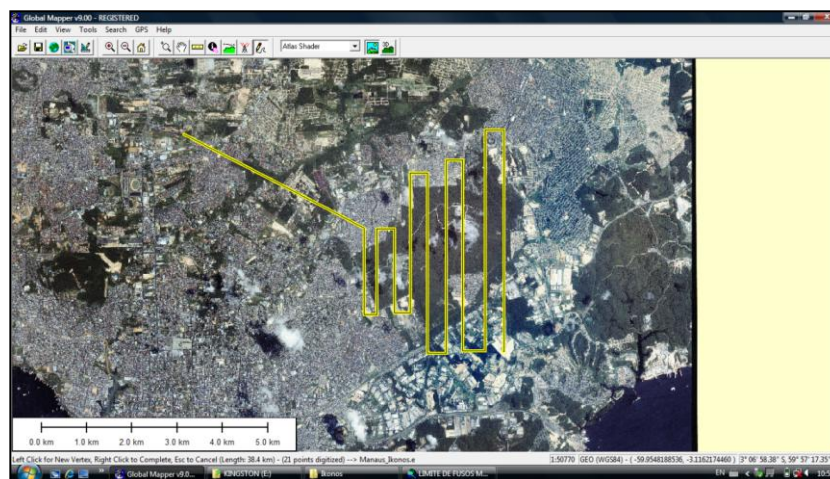 Global Mapper v9.00 - REGISTERED
File Edit View Tools Search GPS Help
Atlas Shader
3D
0.0 km 1.0 km 2.0 km 3.0 km 4.0 km 5.0 km
Left Click for New Vertex, Right Click to Complete, Esc to Cancel (Length: 38.4 km) - (21 points digitized) --> Manaus_Ikonos.e
1:50770 GEO (WGS84) - ( -59.9548188536, -3.1162174460 ) 3° 06' 58.38" S, 59° 57' 17.35"
Global Mapper v9.0... KINGSTON (E:) Ikonos LIMITE DE FUSOS M... EN 10:5